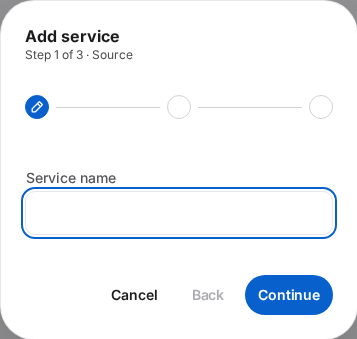 Add service
Step 1 of 3 · Source
Service name
Cancel
Back
Continue